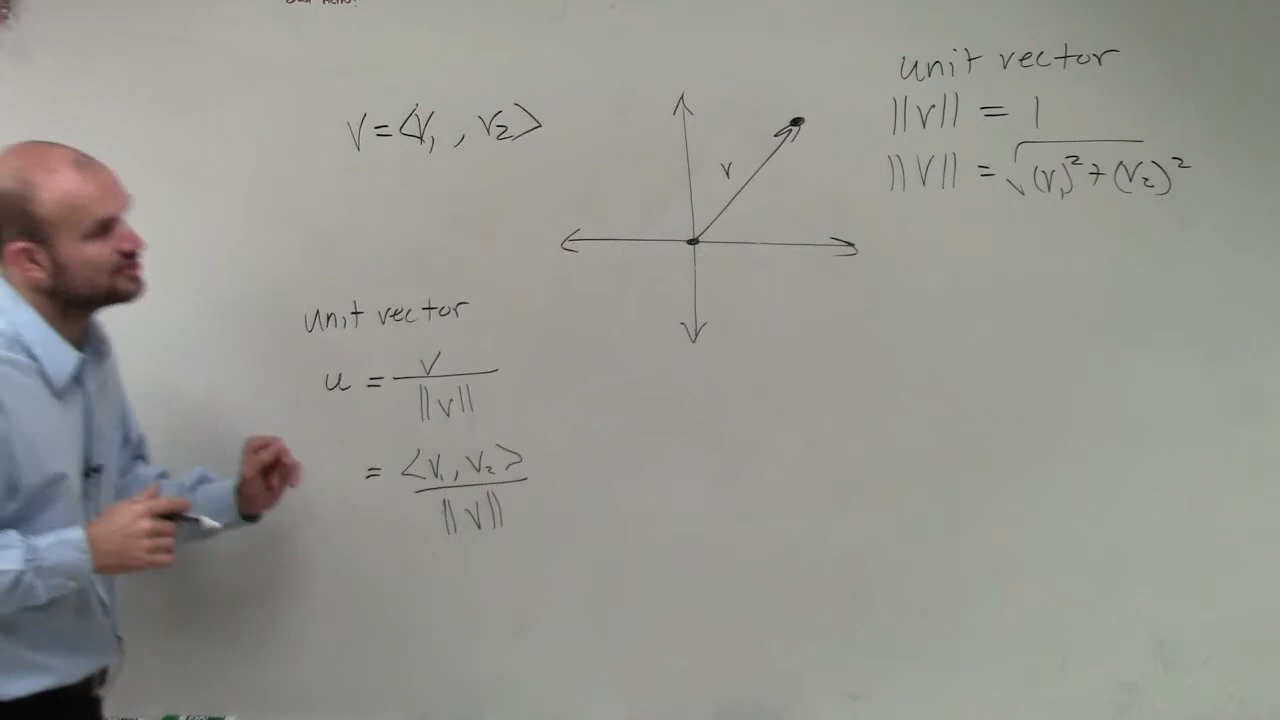 unit vector
||v|| = 1
||v|| = √(v₁)² + (v₂)²
v = <v₁, v₂>
v
unit vector
u = v / ||v||
= <v₁, v₂> / ||v||